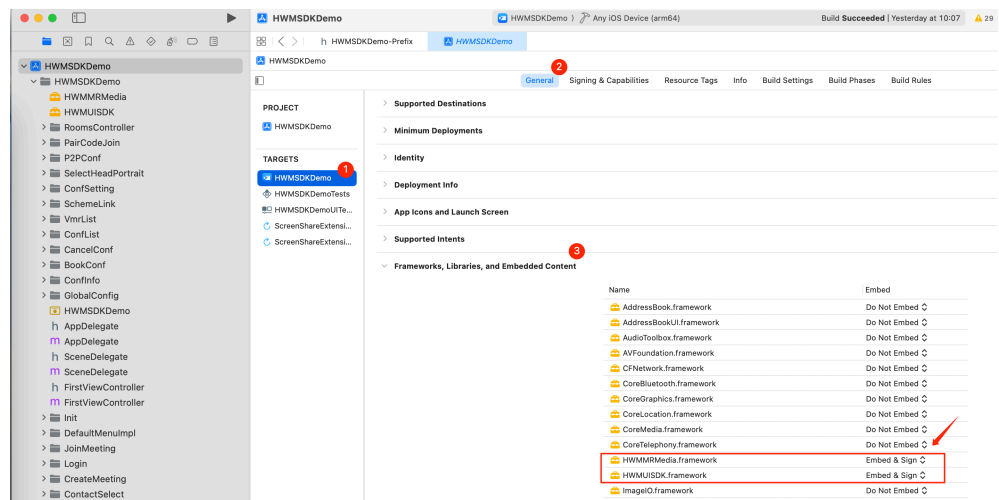 HWMSDKDemo
HWMSDKDemo 〉 Any iOS Device (arm64)
Build Succeeded | Yesterday at 10:07
29
HWMSDKDemo-Prefix
HWMSDKDemo
HWMSDKDemo
2
General
Signing & Capabilities
Resource Tags
Info
Build Settings
Build Phases
Build Rules
HWMSDKDemo
HWMSDKDemo
HWMMRMedia
HWMUISDK
RoomsController
PairCodeJoin
P2PConf
SelectHeadPortrait
ConfSetting
SchemeLink
VmrList
ConfList
CancelConf
BookConf
ConfInfo
GlobalConfig
HWMSDKDemo
h AppDelegate
m AppDelegate
h SceneDelegate
m SceneDelegate
h FirstViewController
m FirstViewController
Init
DefaultMenuImpl
JoinMeeting
Login
CreateMeeting
ContactSelect
PROJECT
HWMSDKDemo
TARGETS
1
HWMSDKDemo
HWMSDKDemoTests
HWMSDKDemoUITe...
ScreenShareExtensi...
ScreenShareExtensi...
Supported Destinations
Minimum Deployments
Identity
Deployment Info
App Icons and Launch Screen
Supported Intents
3
Frameworks, Libraries, and Embedded Content
Name Embed
AddressBook.framework Do Not Embed
AddressBookUI.framework Do Not Embed
AudioToolbox.framework Do Not Embed
AVFoundation.framework Do Not Embed
CFNetwork.framework Do Not Embed
CoreBluetooth.framework Do Not Embed
CoreGraphics.framework Do Not Embed
CoreLocation.framework Do Not Embed
CoreMedia.framework Do Not Embed
CoreTelephony.framework Do Not Embed
HWMMRMedia.framework Embed & Sign
HWMUISDK.framework Embed & Sign
ImageIO.framework Do Not Embed